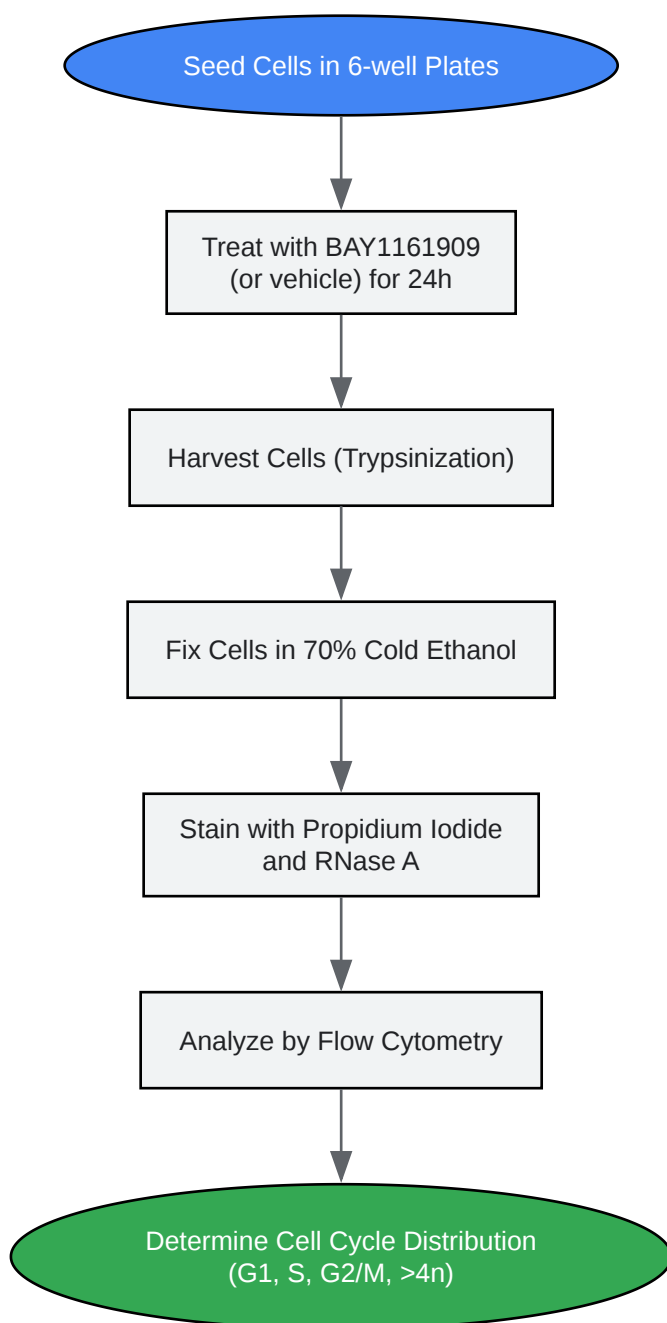 Seed Cells in 6-well Plates
Treat with BAY1161909
(or vehicle) for 24h
Harvest Cells (Trypsinization)
Fix Cells in 70% Cold Ethanol
Stain with Propidium Iodide
and RNase A
Analyze by Flow Cytometry
Determine Cell Cycle Distribution
(G1, S, G2/M, >4n)